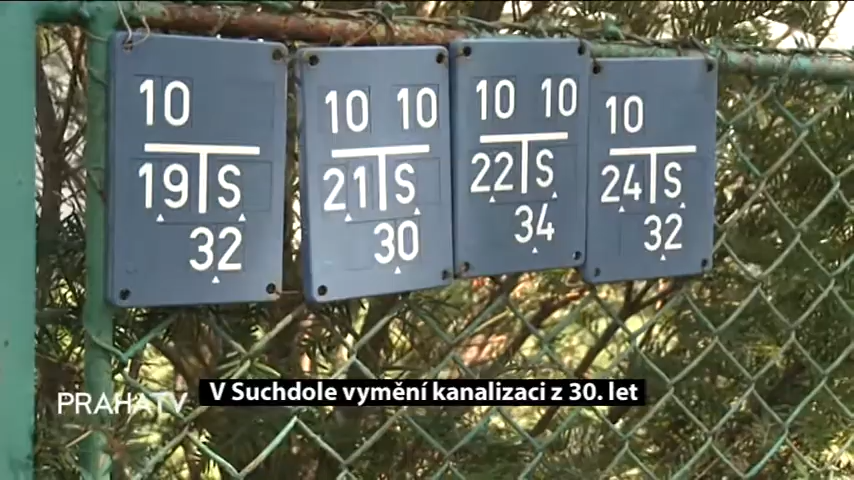 10
19 S
32
10 10
21 S
30
10 10
22 S
34
10
24 S
32
PRAHA TV
V Suchdole vymění kanalizaci z 30. let